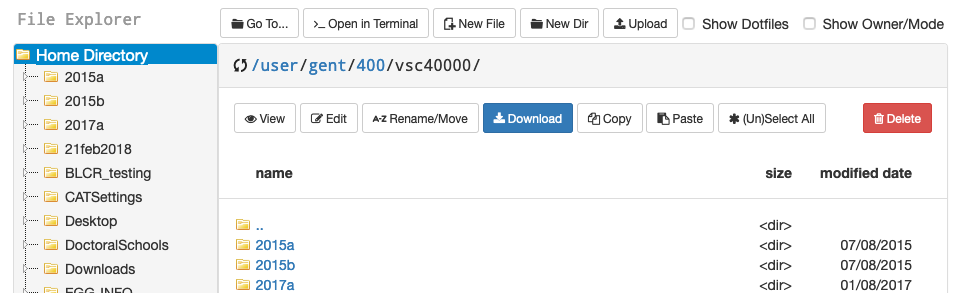 File Explorer
Go To... Open in Terminal New File New Dir Upload Show Dotfiles Show Owner/Mode
Home Directory
2015a
2015b
2017a
21feb2018
BLCR_testing
CATSettings
Desktop
DoctoralSchools
Downloads
EGG-INFO
/user/gent/400/vsc40000/
View Edit A-Z Rename/Move Download Copy Paste (Un)Select All Delete
name size modified date
.. <dir>
2015a <dir> 07/08/2015
2015b <dir> 07/08/2015
2017a <dir> 01/08/2017